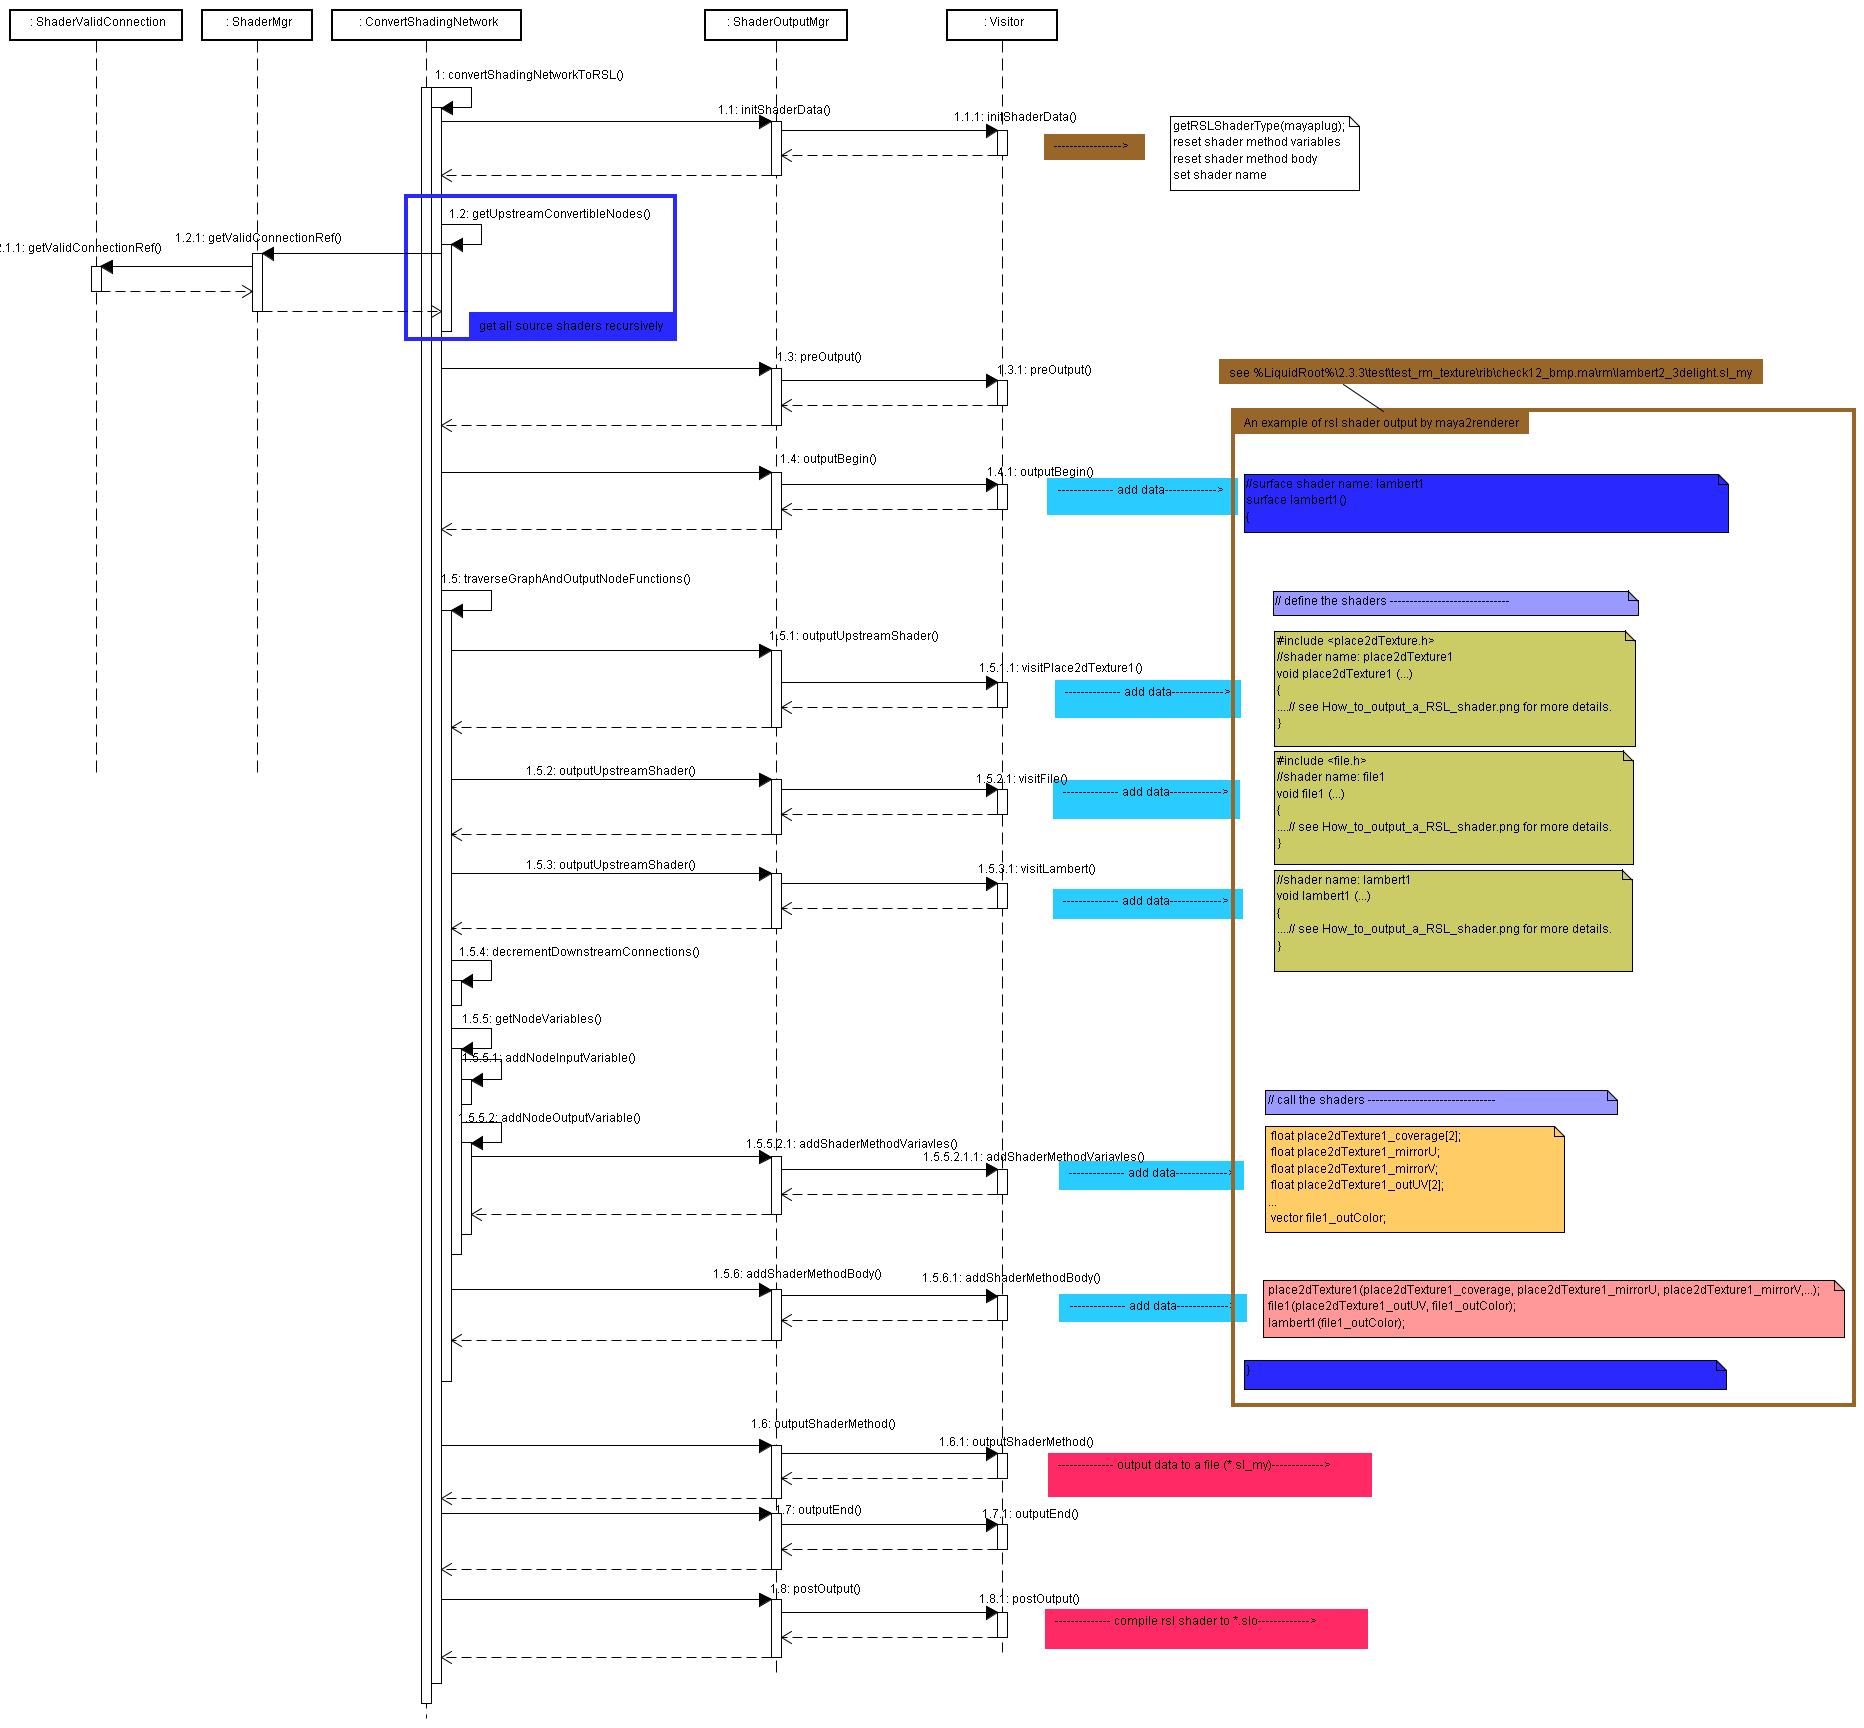 : ShaderValidConnection
: ShaderMgr
: ConvertShadingNetwork
: ShaderOutputMgr
: Visitor
1: convertShadingNetworkToRSL()
1.1: initShaderData()
1.1.1: initShaderData()
----------------->
getRSLShaderType(mayaplug);
reset shader method variables
reset shader method body
set shader name
1.2: getUpstreamConvertibleNodes()
1.2.1: getValidConnectionRef()
2.1.1: getValidConnectionRef()
get all source shaders recursively
1.3: preOutput()
1.3.1: preOutput()
see %LiquidRoot%\2.3.3\test\test_rm_texture\rib\check12_bmp.ma\rm\lambert2_3delight.sl_my
An example of rsl shader output by maya2renderer
1.4: outputBegin()
1.4.1: outputBegin()
-------------- add data------------->
//surface shader name: lambert1
surface lambert1()
{
1.5: traverseGraphAndOutputNodeFunctions()
// define the shaders ------------------------------
1.5.1: outputUpstreamShader()
1.5.1.1: visitPlace2dTexture1()
-------------- add data------------->
#include <place2dTexture.h>
//shader name: place2dTexture1
void place2dTexture1 (...)
{
....// see How_to_output_a_RSL_shader.png for more details.
}
1.5.2: outputUpstreamShader()
1.5.2.1: visitFile()
-------------- add data------------->
#include <file.h>
//shader name: file1
void file1 (...)
{
....// see How_to_output_a_RSL_shader.png for more details.
}
1.5.3: outputUpstreamShader()
1.5.3.1: visitLambert()
-------------- add data------------->
//shader name: lambert1
void lambert1 (...)
{
....// see How_to_output_a_RSL_shader.png for more details.
}
1.5.4: decrementDownstreamConnections()
1.5.5: getNodeVariables()
1.5.5.1: addNodeInputVariable()
1.5.5.2: addNodeOutputVariable()
// call the shaders --------------------------------
1.5.5.2.1: addShaderMethodVariavles()
1.5.5.2.1.1: addShaderMethodVariavles()
-------------- add data------------->
float place2dTexture1_coverage[2];
float place2dTexture1_mirrorU;
float place2dTexture1_mirrorV;
float place2dTexture1_outUV[2];
...
vector file1_outColor;
1.5.6: addShaderMethodBody()
1.5.6.1: addShaderMethodBody()
-------------- add data------------->
place2dTexture1(place2dTexture1_coverage, place2dTexture1_mirrorU, place2dTexture1_mirrorV,...);
file1(place2dTexture1_outUV, file1_outColor);
lambert1(file1_outColor);
}
1.6: outputShaderMethod()
1.6.1: outputShaderMethod()
-------------- output data to a file (*.sl_my)------------->
1.7: outputEnd()
1.7.1: outputEnd()
1.8: postOutput()
1.8.1: postOutput()
-------------- compile rsl shader to *.slo------------->